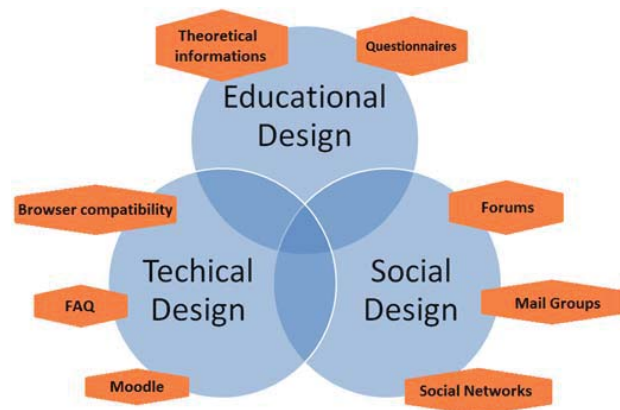 Theoretical
informations
Questionnaires
Educational
Design
Browser compatibility
Forums
Techical
Design
Social
Design
FAQ
Mail Groups
Moodle
Social Networks